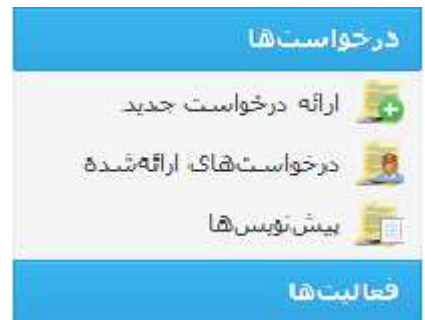 درخواست‌ها
ارائه درخواست جدید
درخواست‌های ارائه‌شده
پیش‌نویس‌ها
فعالیت‌ها